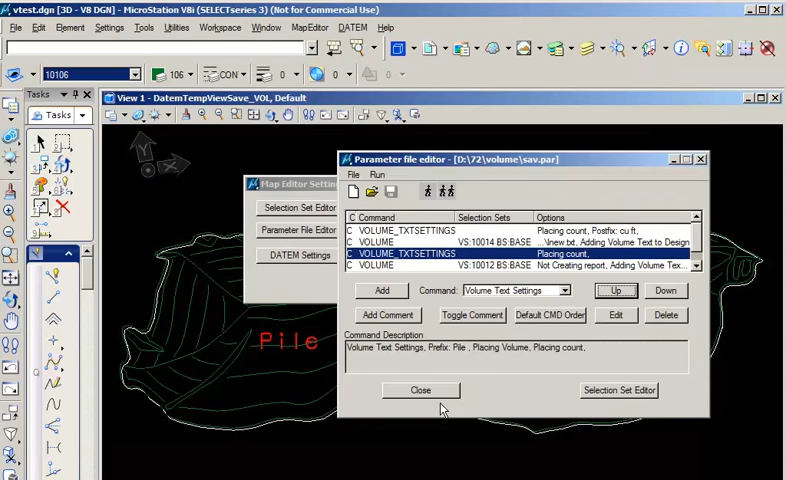 vtest.dgn [3D - V8 DGN] - MicroStation V8i (SELECTseries 3) (Not for Commercial Use)
File Edit Element Settings Tools Utilities Workspace Window MapEditor DATEM Help
10106 106 CON 0 0 0
Tasks
View 1 - DatemTempViewSave_VOL, Default
Tasks
Map Editor Settin
Selection Set Editor
Parameter File Editor
DATEM Settings
Parameter file editor - [D:\72\volume\sav.par]
File Run
C Command Selection Sets Options
C VOLUME_TXTSETTINGS Placing count, Postfix: cu ft,
C VOLUME VS:10014 BS:BASE ...\new.txt, Adding Volume Text to Design
C VOLUME_TXTSETTINGS Placing count,
C VOLUME VS:10012 BS:BASE Not Creating report, Adding Volume Tex...
Add Command: Volume Text Settings Up Down
Add Comment Toggle Comment Default CMD Order Edit Delete
Command Description
Volume Text Settings, Prefix: Pile , Placing Volume, Placing count,
Close Selection Set Editor
Pile
Y
X